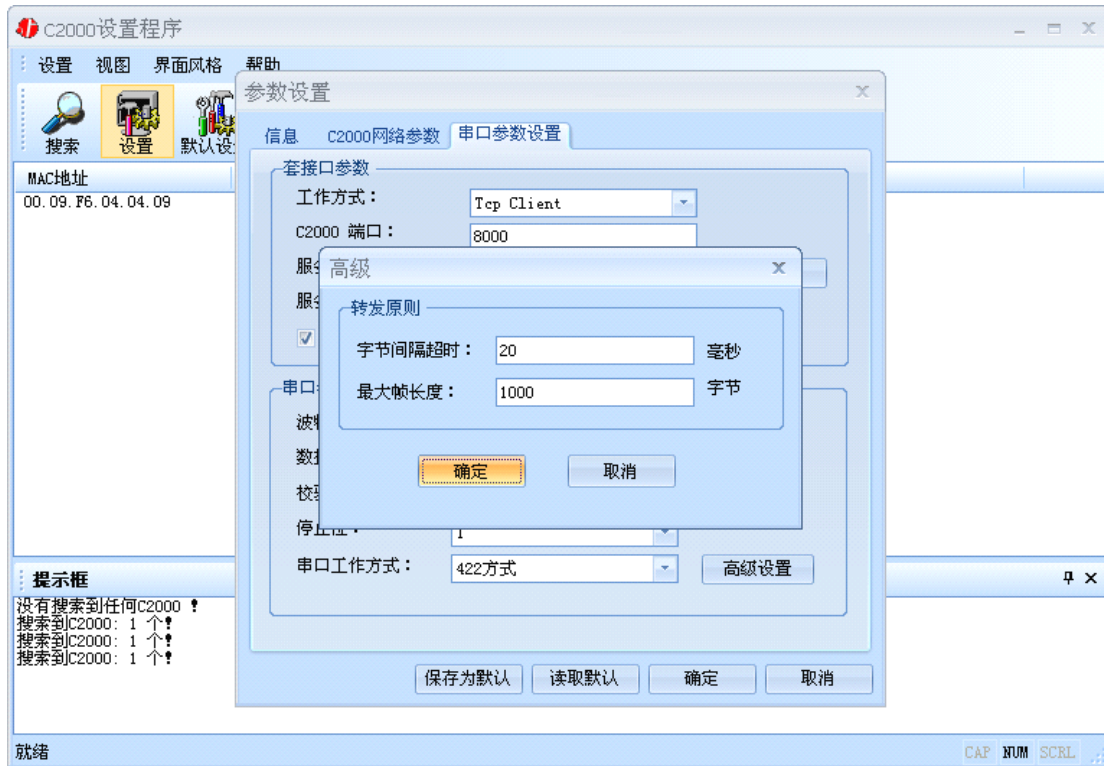 C2000设置程序
设置 视图 界面风格 帮助
搜索 设置 默认设
MAC地址
00.09.F6.04.04.09
参数设置
信息 C2000网络参数 串口参数设置
套接口参数
工作方式： Tcp Client
C2000 端口： 8000
服
服
高级
转发原则
字节间隔超时： 20 毫秒
最大帧长度： 1000 字节
确定 取消
串口
波
数
校
停止位： 1
串口工作方式： 422方式 高级设置
保存为默认 读取默认 确定 取消
提示框
没有搜索到任何C2000 ！
搜索到C2000: 1 个!
搜索到C2000: 1 个!
搜索到C2000: 1 个!
就绪
CAP NUM SCRL